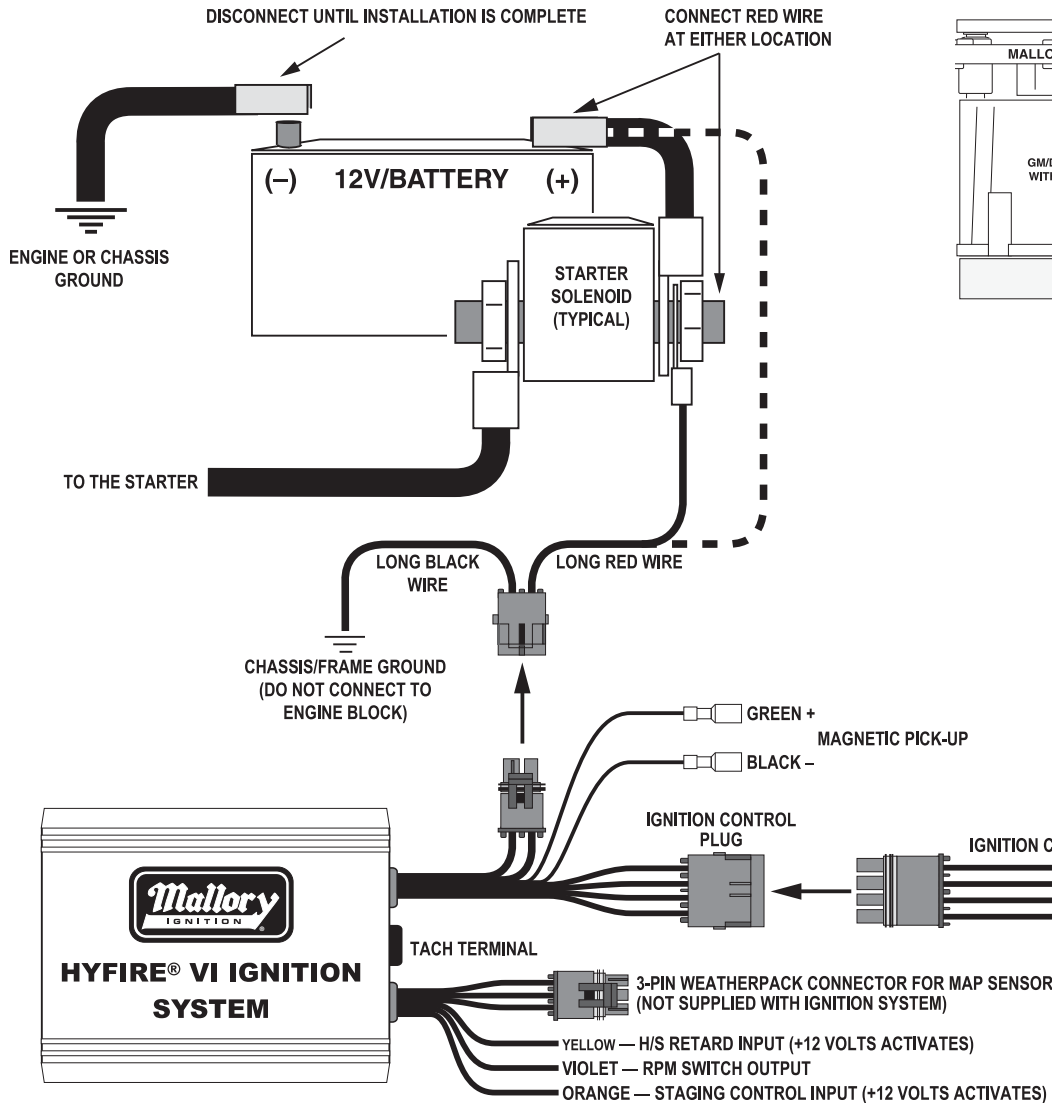 DISCONNECT UNTIL INSTALLATION IS COMPLETE
CONNECT RED WIRE
AT EITHER LOCATION
MALLO
(–) 12V/BATTERY (+)
GM/D
WITH
ENGINE OR CHASSIS
GROUND
STARTER
SOLENOID
(TYPICAL)
TO THE STARTER
LONG BLACK
WIRE
LONG RED WIRE
CHASSIS/FRAME GROUND
(DO NOT CONNECT TO
ENGINE BLOCK)
GREEN +
MAGNETIC PICK-UP
BLACK –
IGNITION CONTROL
PLUG
IGNITION C
Mallory
IGNITION
®
HYFIRE® VI IGNITION
SYSTEM
TACH TERMINAL
3-PIN WEATHERPACK CONNECTOR FOR MAP SENSOR
(NOT SUPPLIED WITH IGNITION SYSTEM)
YELLOW — H/S RETARD INPUT (+12 VOLTS ACTIVATES)
VIOLET — RPM SWITCH OUTPUT
ORANGE — STAGING CONTROL INPUT (+12 VOLTS ACTIVATES)